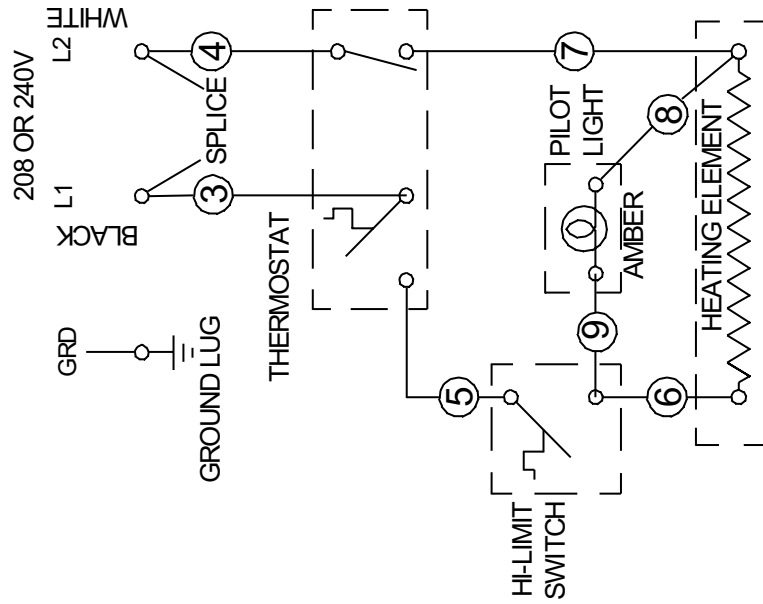 208 OR 240V
WHITE
L2
L1
BLACK
SPLICE
4
3
GRD
GROUND LUG
THERMOSTAT
7
8
PILOT
LIGHT
AMBER
9
5
6
HI-LIMIT
SWITCH
HEATING ELEMENT